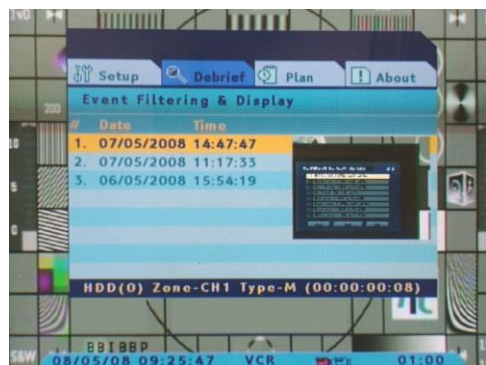 Setup Debrief Plan ! About
Event Filtering & Display
# Date Time
1. 07/05/2008 14:47:47
2. 07/05/2008 11:17:33
3. 06/05/2008 15:54:19
HDD(0) Zone-CH1 Type-M (00:00:00:08)
BBIBBP
08/05/08 09:25:47 VCR 01:00
200